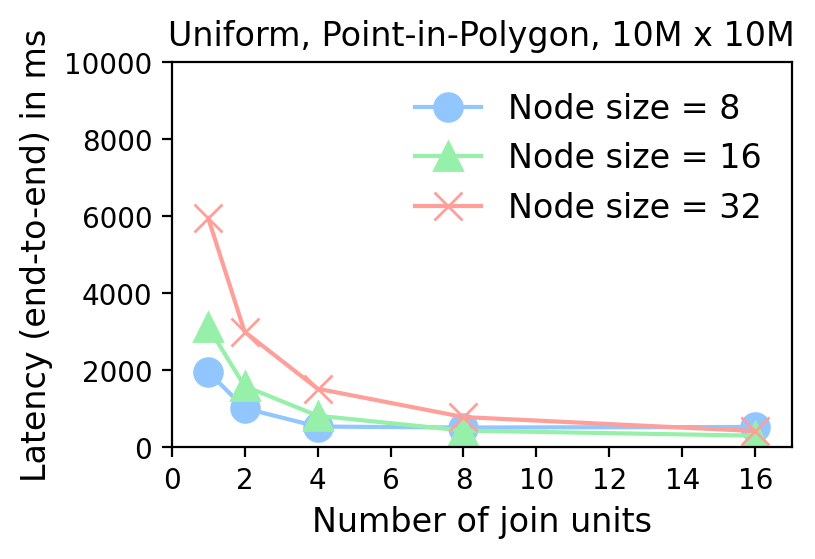 Uniform, Point-in-Polygon, 10M x 10M
Latency (end-to-end) in ms
10000
8000
6000
4000
2000
0
Node size = 8
Node size = 16
Node size = 32
0 2 4 6 8 10 12 14 16
Number of join units